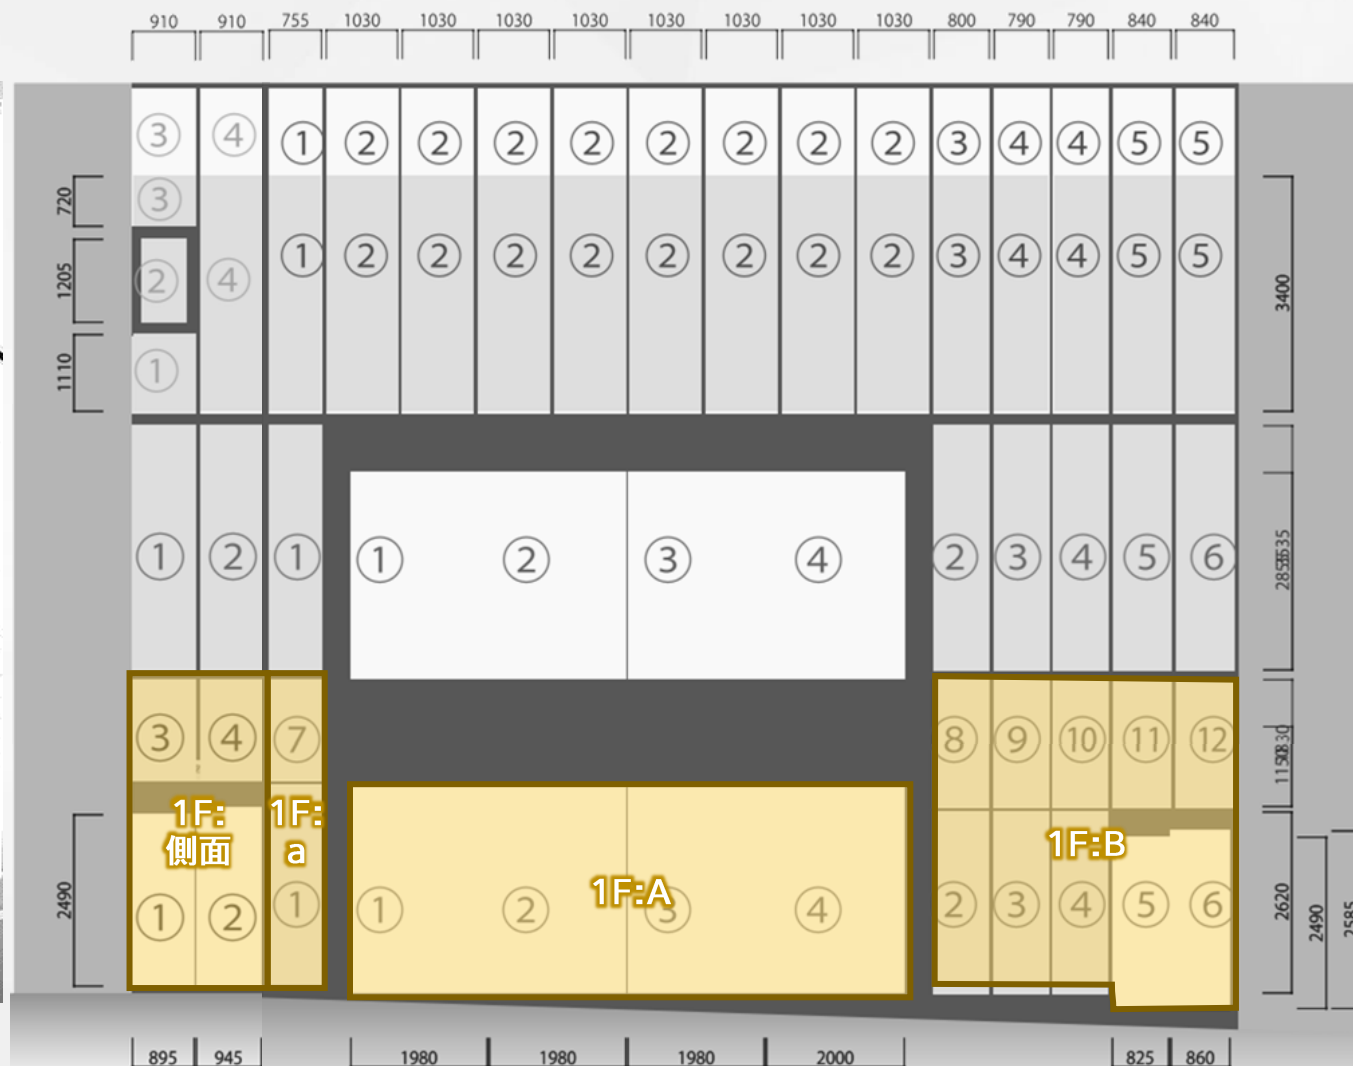 910 910 755 1030 1030 1030 1030 1030 1030 1030 1030 800 790 790 840 840
③ ④ ① ② ② ② ② ② ② ② ② ③ ④ ④ ⑤ ⑤
720 ③
1205 ② ④ ① ② ② ② ② ② ② ② ② ③ ④ ④ ⑤ ⑤ 3400
1110 ①
① ② ① ① ② ③ ④ ② ③ ④ ⑤ ⑥
③ ④ ⑦ ⑧ ⑨ ⑩ ⑪ ⑫
1F:
側面
1F:
a
1F:A
1F:B
2490 ① ② ① ① ② ③ ④ ② ③ ④ ⑤ ⑥ 2620 2490 2585
895 945 1980 1980 1980 2000 825 860